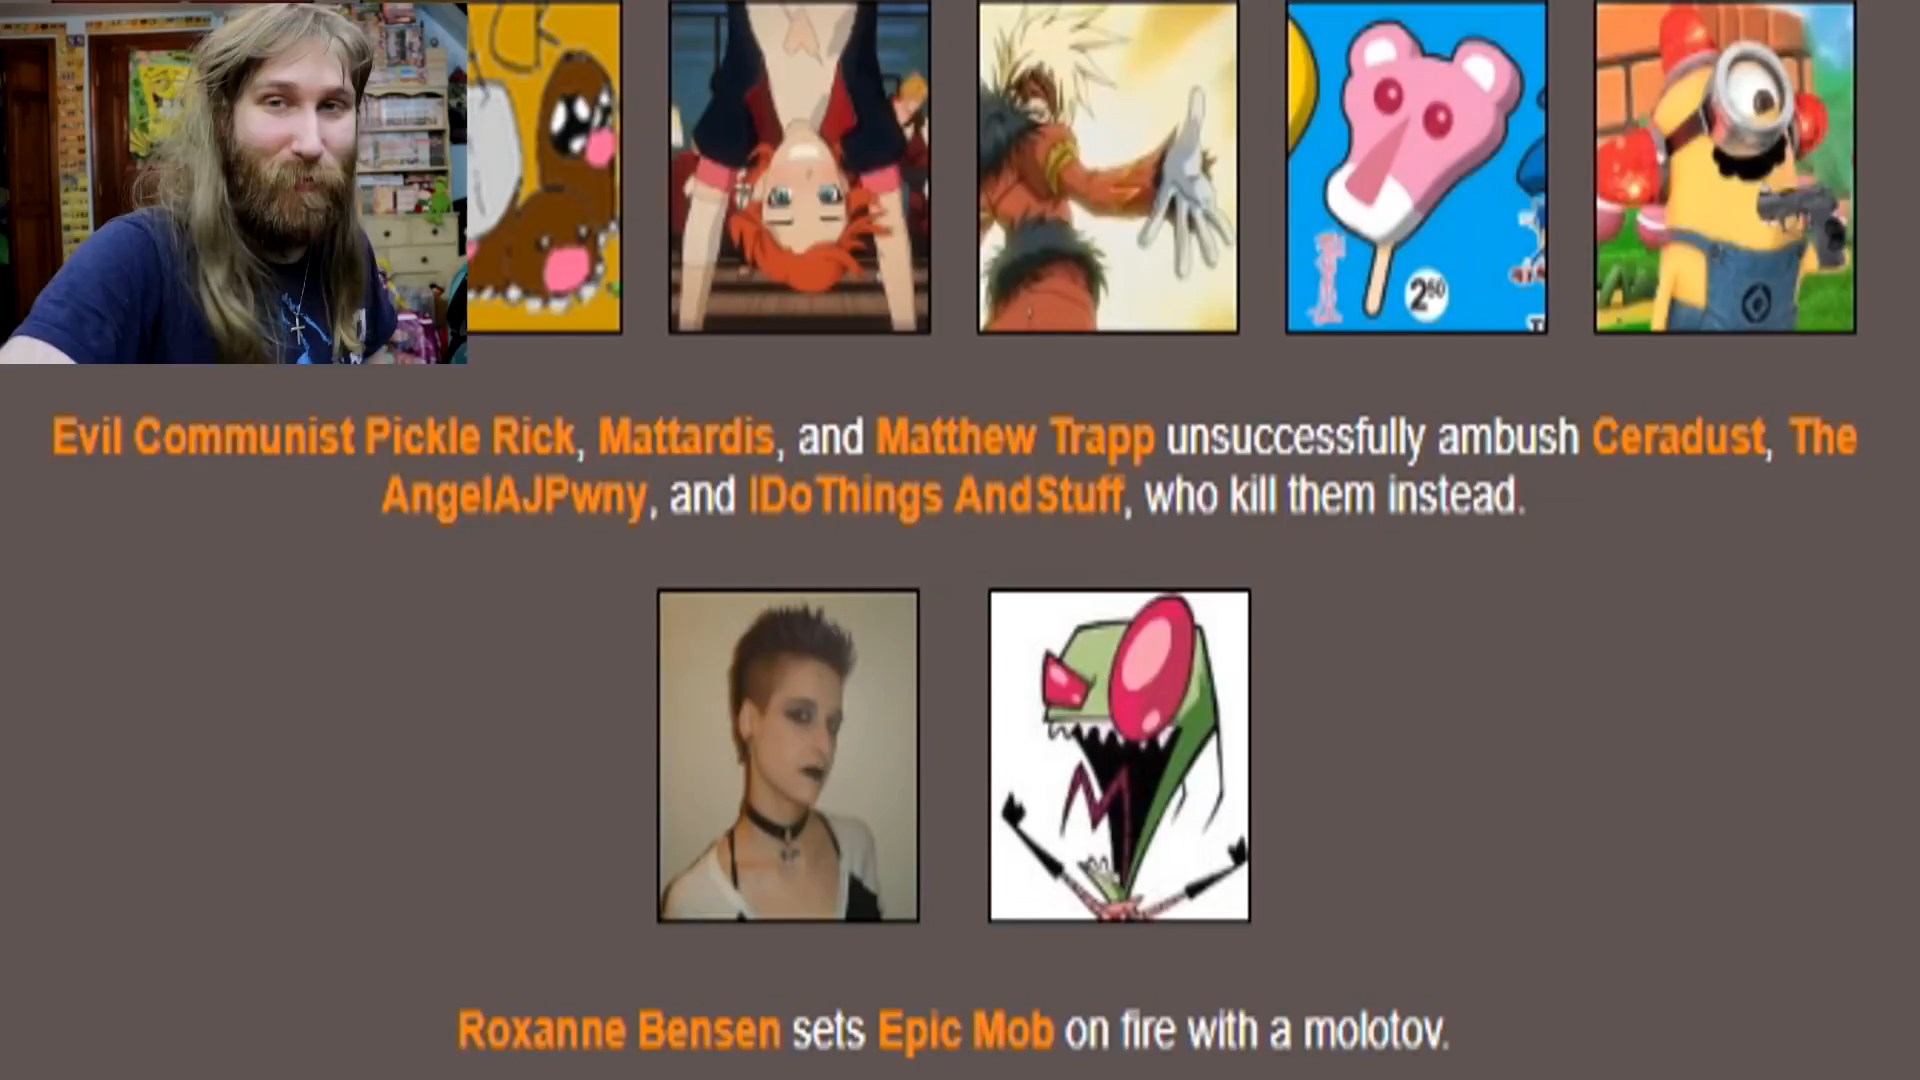 2⁶⁰
Evil Communist Pickle Rick, Mattardis, and Matthew Trapp unsuccessfully ambush Ceradust, The
AngelAJPwny, and IDoThings AndStuff, who kill them instead.
Roxanne Bensen sets Epic Mob on fire with a molotov.